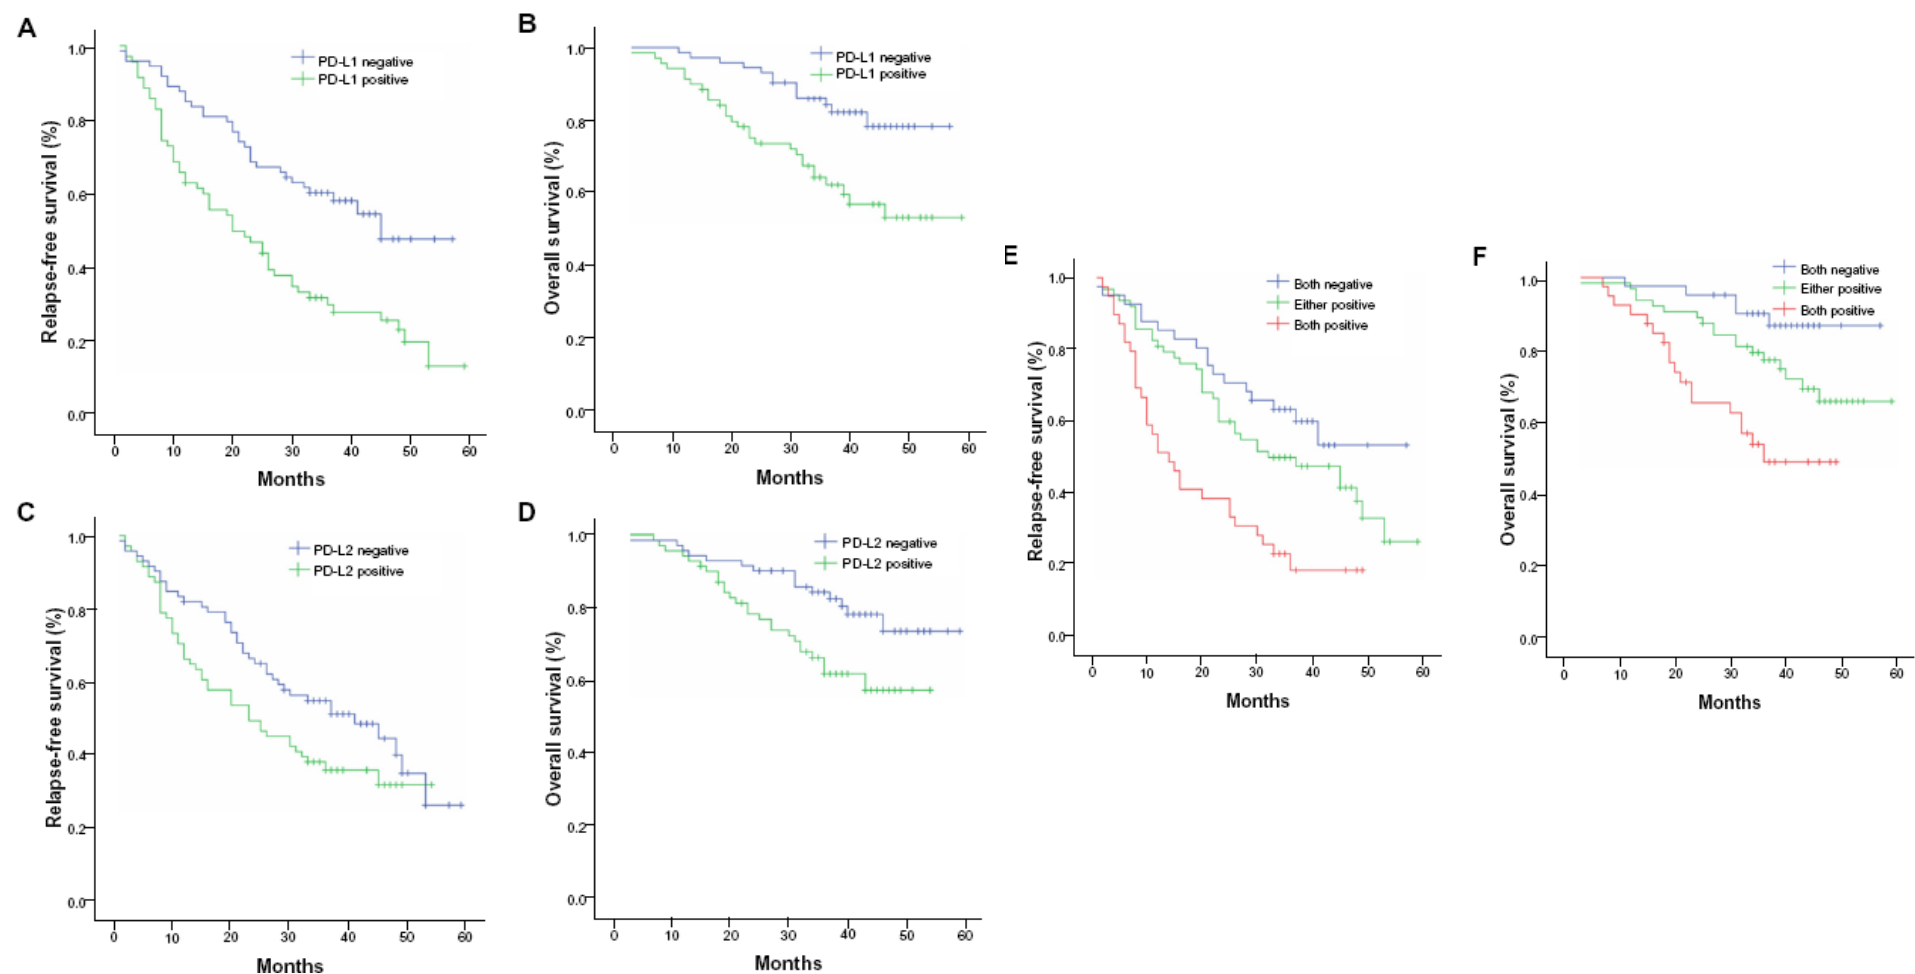 A
Relapse-free survival (%)
1.0
0.8
0.6
0.4
0.2
0.0
PD-L1 negative
PD-L1 positive
0 10 20 30 40 50 60
Months
B
Overall survival (%)
1.0
0.8
0.6
0.4
0.2
0.0
PD-L1 negative
PD-L1 positive
0 10 20 30 40 50 60
Months
C
Relapse-free survival (%)
1.0
0.8
0.6
0.4
0.2
0.0
PD-L2 negative
PD-L2 positive
0 10 20 30 40 50 60
Months
D
Overall survival (%)
1.0
0.8
0.6
0.4
0.2
0.0
PD-L2 negative
PD-L2 positive
0 10 20 30 40 50 60
Months
E
Relapse-free survival (%)
1.0
0.8
0.6
0.4
0.2
0.0
Both negative
Either positive
Both positive
0 10 20 30 40 50 60
Months
F
Overall survival (%)
1.0
0.8
0.6
0.4
0.2
0.0
Both negative
Either positive
Both positive
0 10 20 30 40 50 60
Months